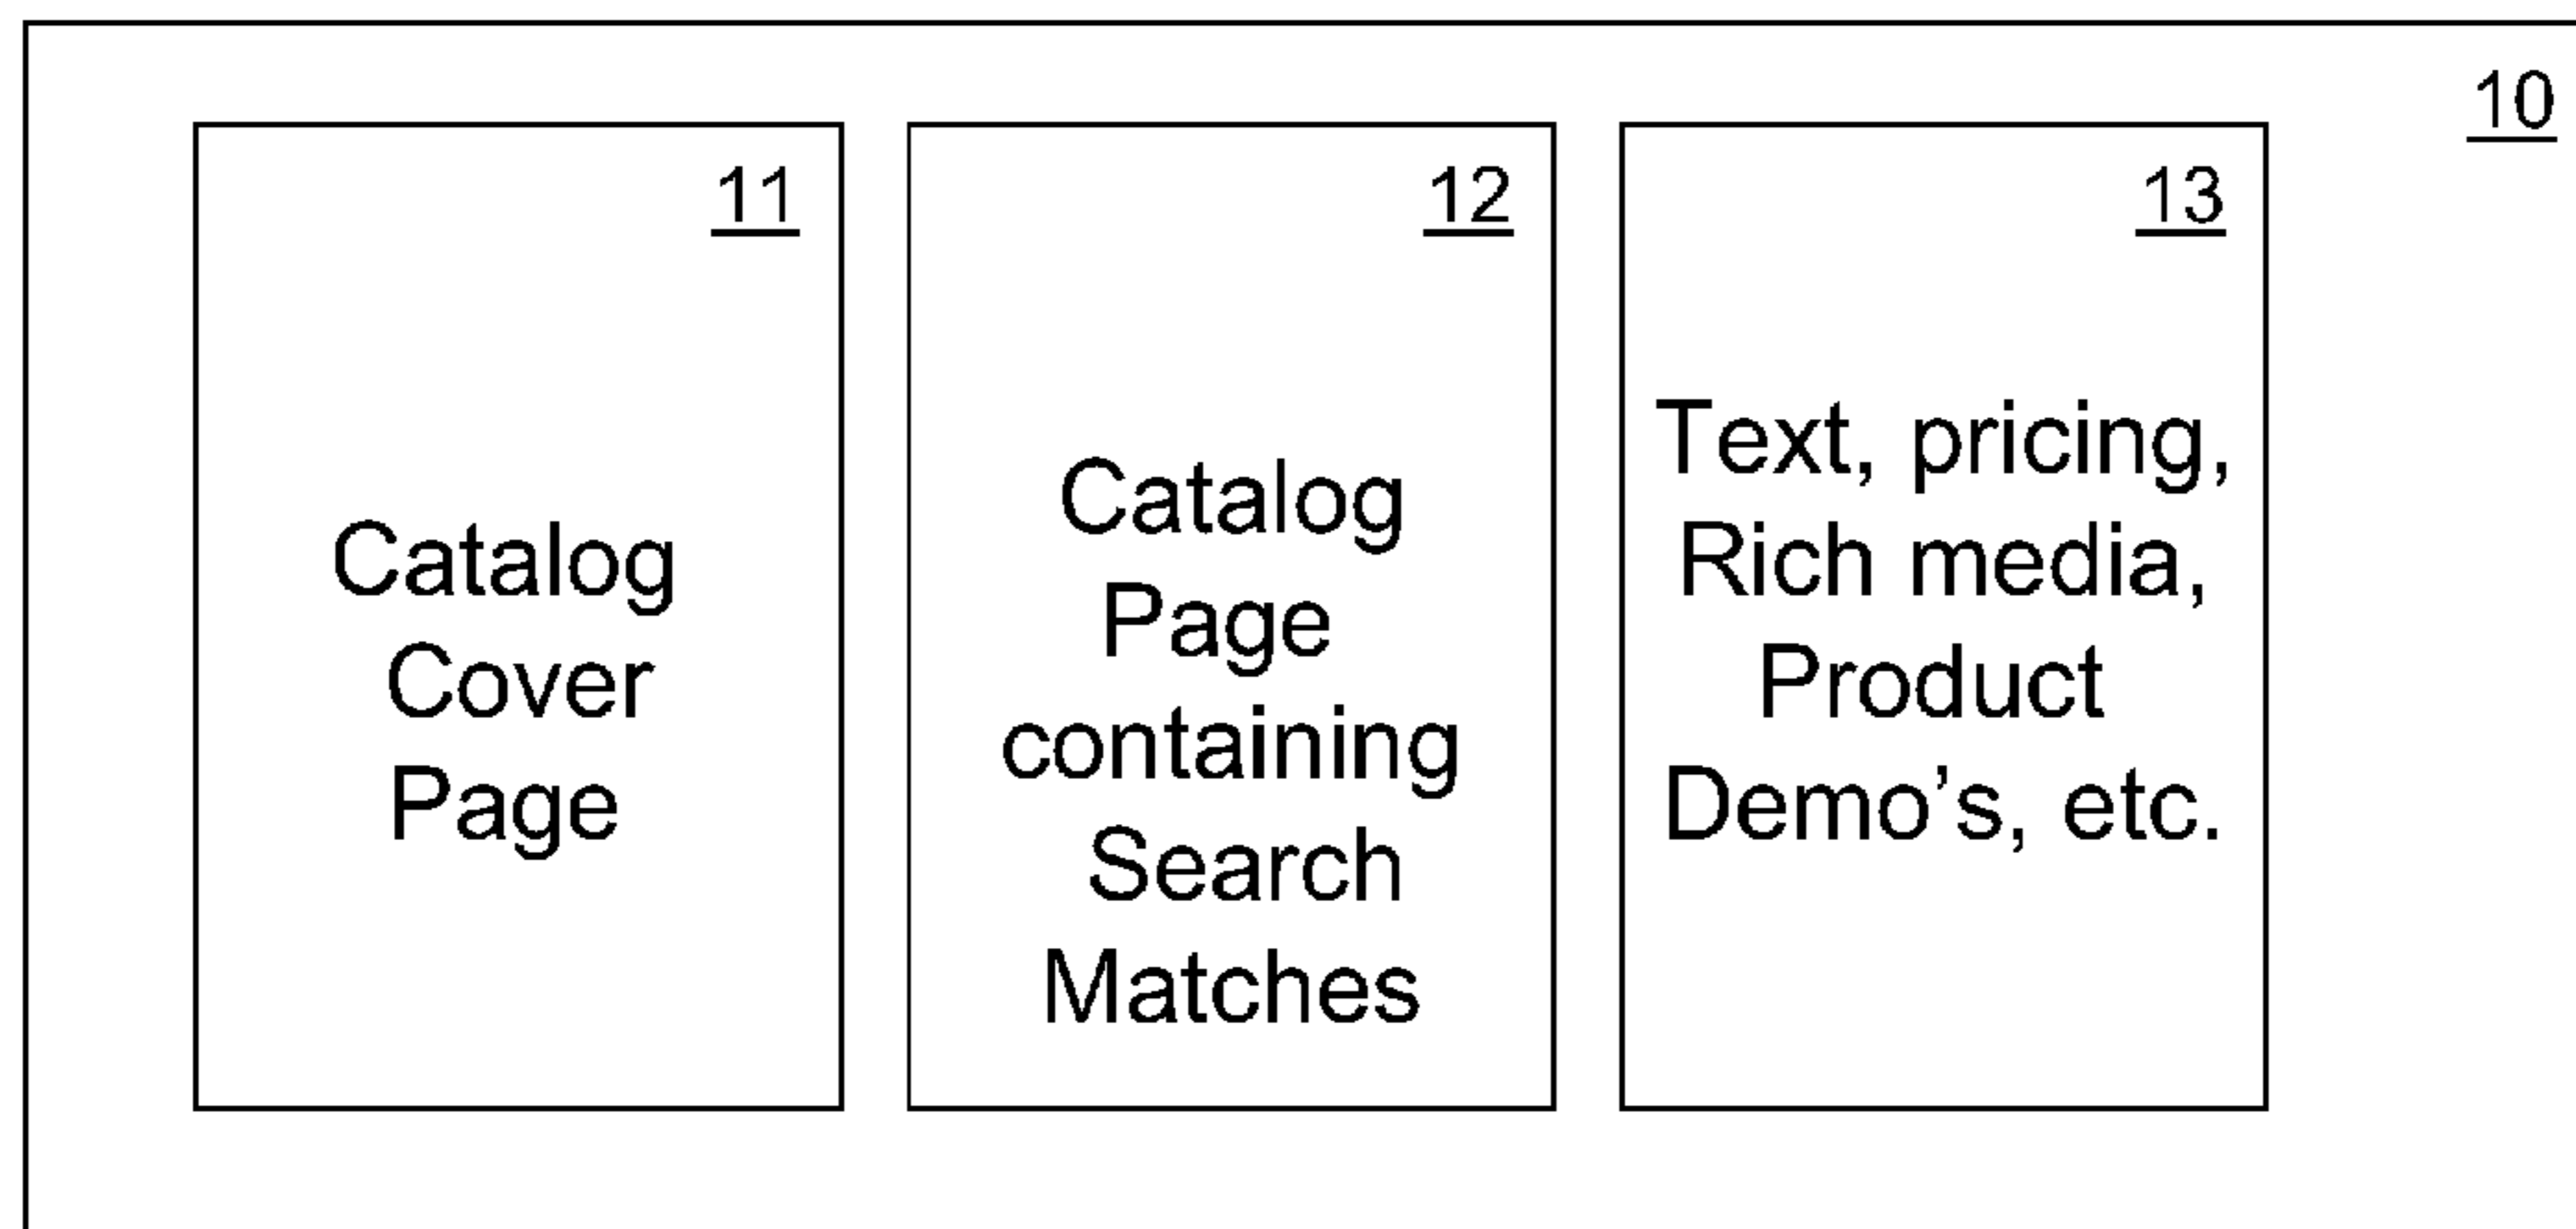 10
11
Catalog
Cover
Page
12
Catalog
Page
containing
Search
Matches
13
Text, pricing,
Rich media,
Product
Demo’s, etc.